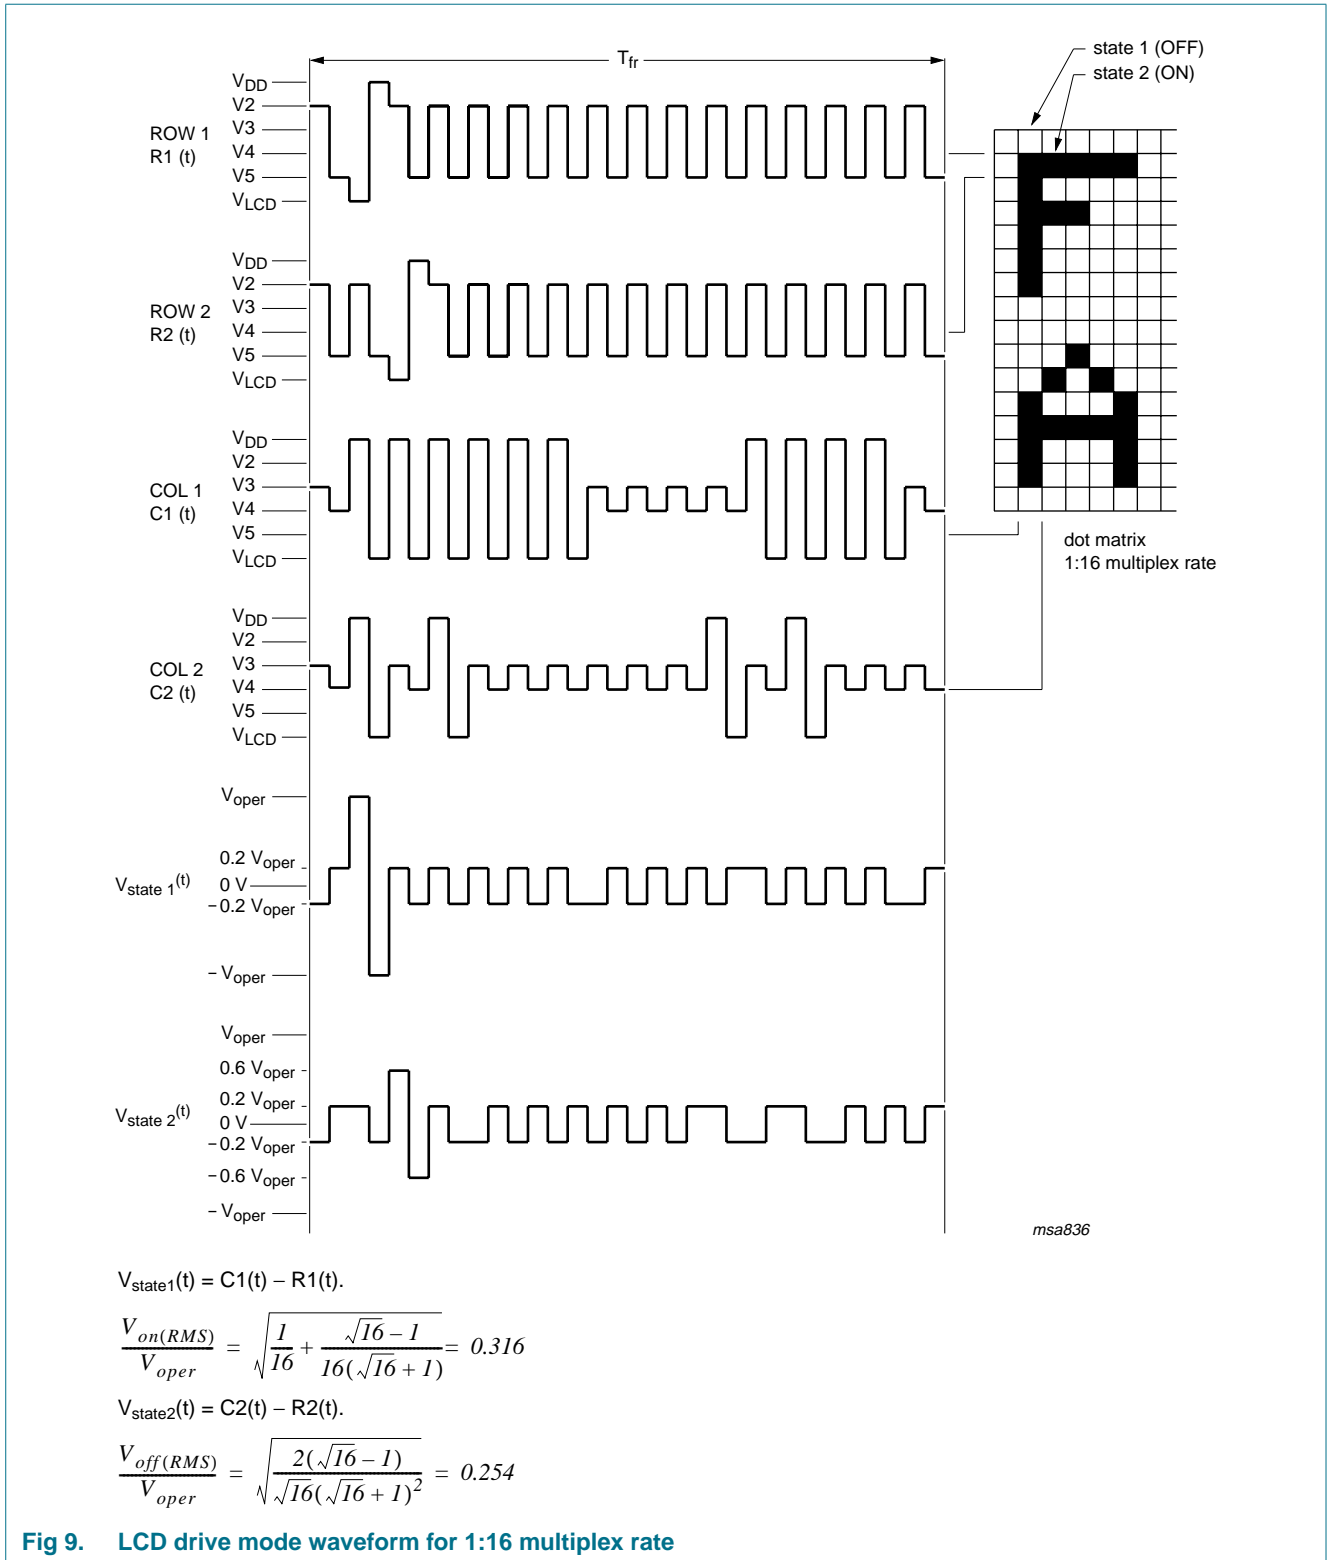 T_fr
state 1 (OFF)
state 2 (ON)
ROW 1
R1 (t)
V_DD
V2
V3
V4
V5
V_LCD
ROW 2
R2 (t)
V_DD
V2
V3
V4
V5
V_LCD
COL 1
C1 (t)
V_DD
V2
V3
V4
V5
V_LCD
dot matrix
1:16 multiplex rate
COL 2
C2 (t)
V_DD
V2
V3
V4
V5
V_LCD
V_state 1(t)
V_oper
0.2 V_oper
0 V
−0.2 V_oper
− V_oper
V_state 2(t)
V_oper
0.6 V_oper
0.2 V_oper
0 V
−0.2 V_oper
−0.6 V_oper
− V_oper
msa836
V_state1(t) = C1(t) − R1(t).
V_on(RMS) / V_oper = √(1/16 + (√16 − 1)/(16(√16 + 1))) = 0.316
V_state2(t) = C2(t) − R2(t).
V_off(RMS) / V_oper = √(2(√16 − 1)/(√16(√16 + 1)²)) = 0.254
Fig 9. LCD drive mode waveform for 1:16 multiplex rate